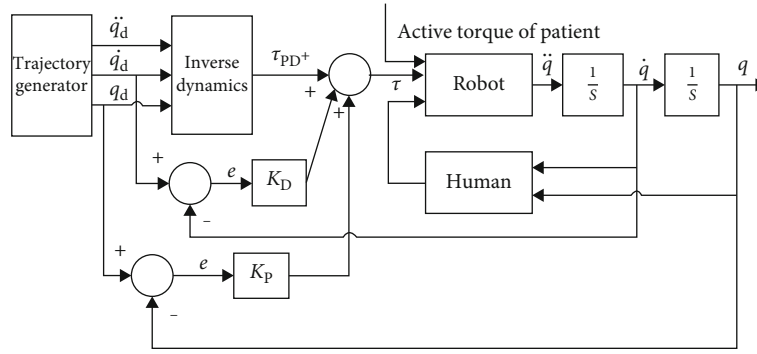 Active torque of patient
q̈d
q̇d
qd
Trajectory
generator
Inverse
dynamics
τPD+
+
+
+
τ
Robot
q̈
1/S
q̇
1/S
q
Human
+
–
e
KD
+
–
e
KP